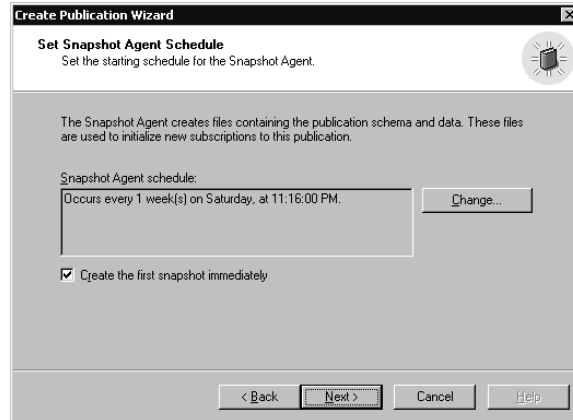 Create Publication Wizard
Set Snapshot Agent Schedule
Set the starting schedule for the Snapshot Agent.
The Snapshot Agent creates files containing the publication schema and data. These files
are used to initialize new subscriptions to this publication.
Snapshot Agent schedule:
Occurs every 1 week(s) on Saturday, at 11:16:00 PM.
Change...
Create the first snapshot immediately
< Back
Next >
Cancel
Help